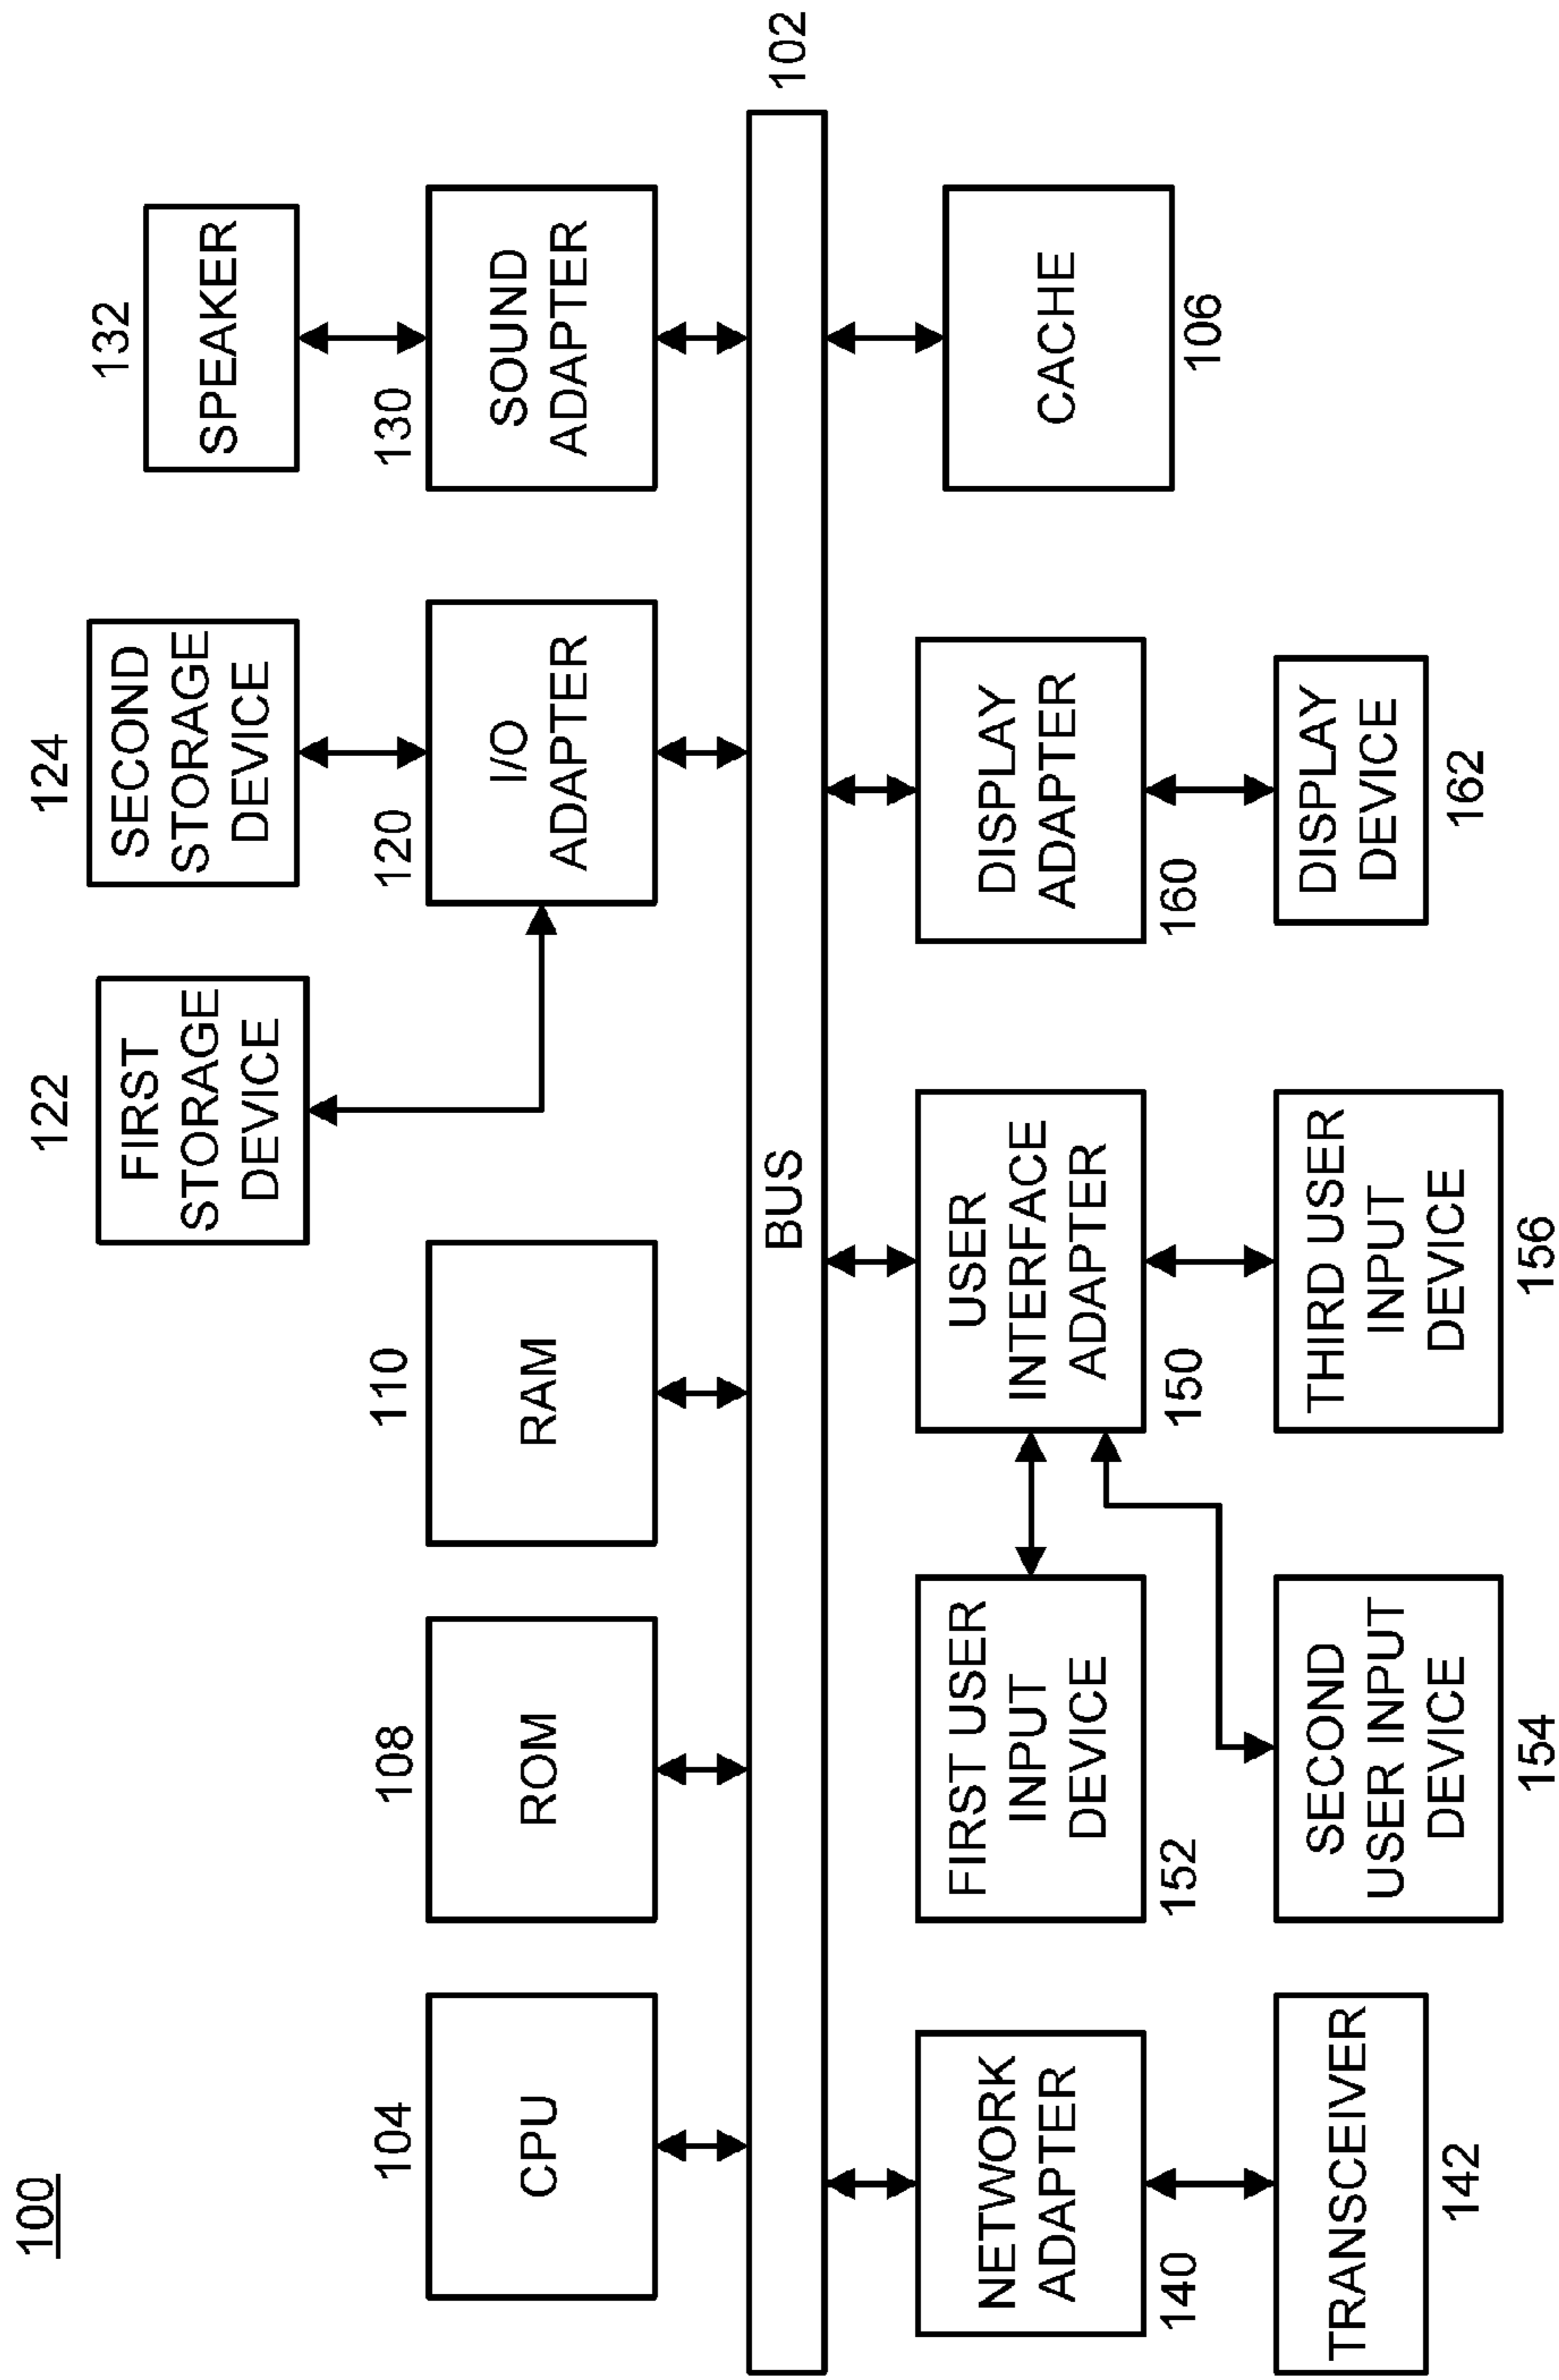 100
122
FIRST
STORAGE
DEVICE
124
SECOND
STORAGE
DEVICE
132
SPEAKER
104
CPU
108
ROM
110
RAM
120
I/O
ADAPTER
130
SOUND
ADAPTER
BUS
102
NETWORK
ADAPTER
140
FIRST USER
INPUT
DEVICE
152
USER
INTERFACE
ADAPTER
150
DISPLAY
ADAPTER
160
CACHE
106
TRANSCEIVER
142
SECOND
USER INPUT
DEVICE
154
THIRD USER
INPUT
DEVICE
156
DISPLAY
DEVICE
162